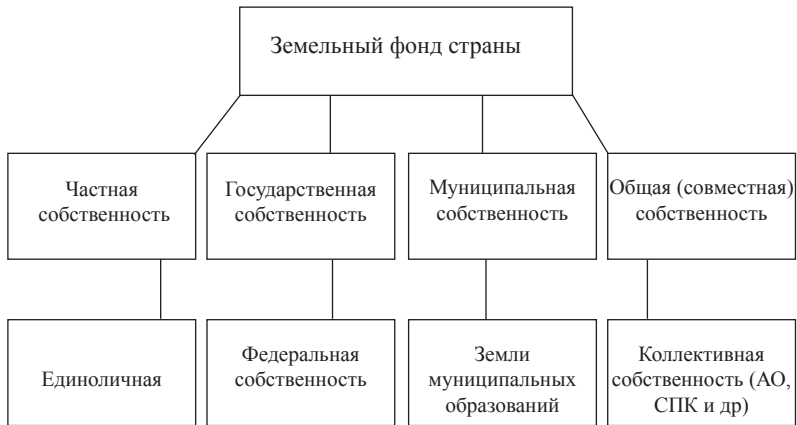 Земельный фонд страны
Частная
собственность
Государственная
собственность
Муниципальная
собственность
Общая (совместная)
собственность
Единоличная
Федеральная
собственность
Земли
муниципальных
образований
Коллективная
собственность (АО,
СПК и др)